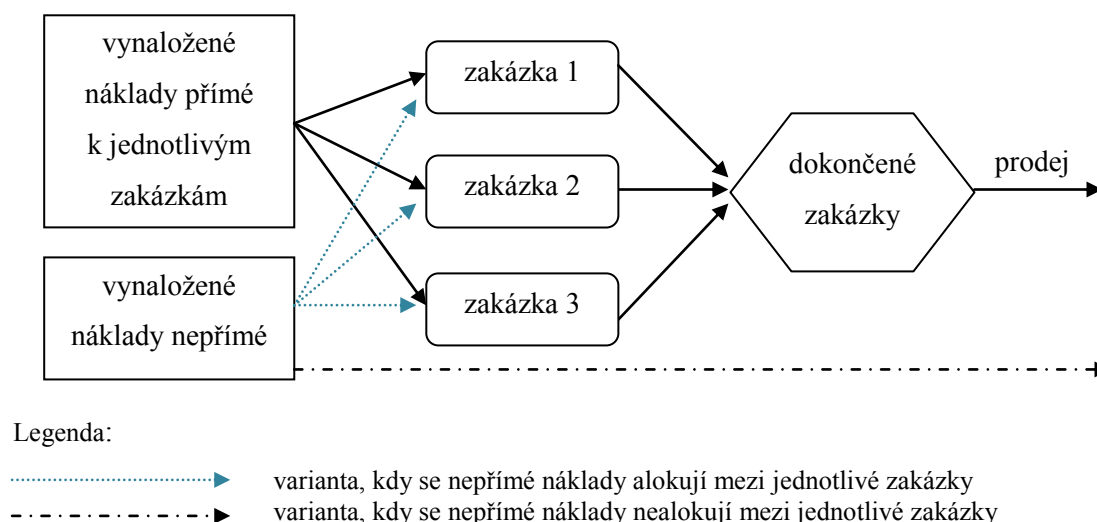 vynaložené
náklady přímé
k jednotlivým
zakázkám
vynaložené
náklady nepřímé
zakázka 1
zakázka 2
zakázka 3
dokončené
zakázky
prodej
Legenda:
varianta, kdy se nepřímé náklady alokují mezi jednotlivé zakázky
varianta, kdy se nepřímé náklady nealokují mezi jednotlivé zakázky